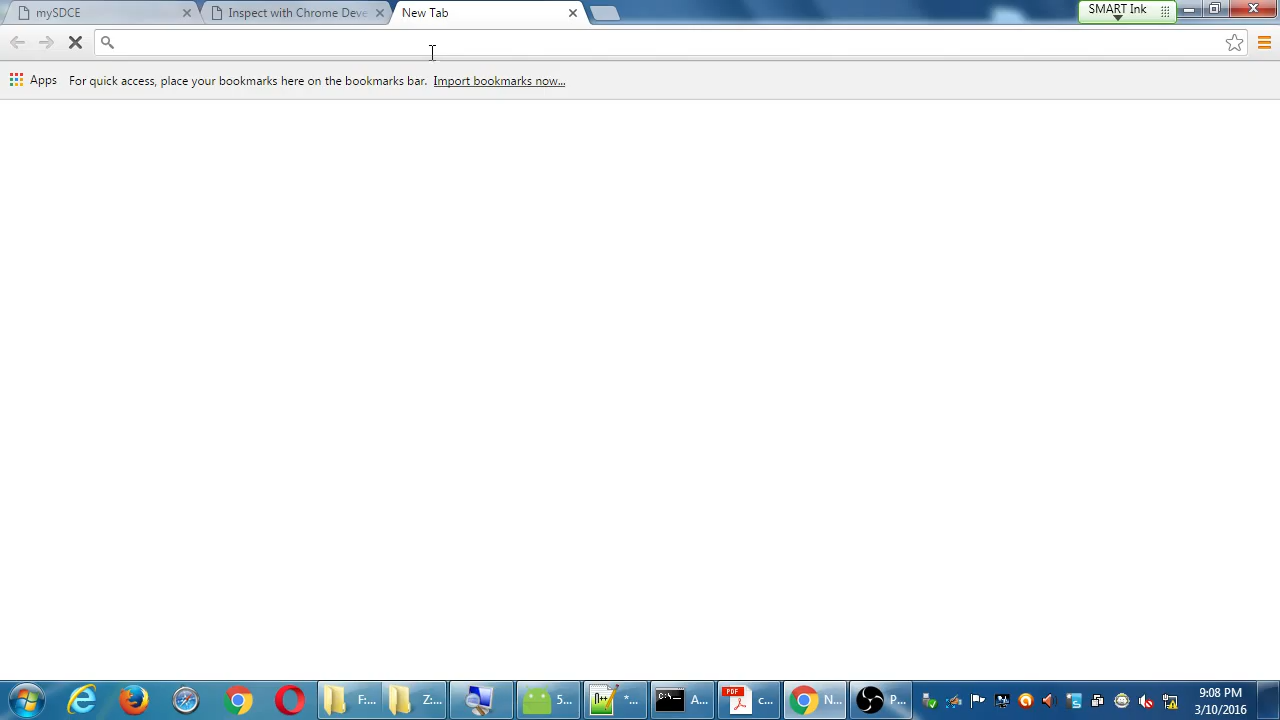 mySDCE
Inspect with Chrome Deve
New Tab
SMART Ink
Apps
For quick access, place your bookmarks here on the bookmarks bar. Import bookmarks now...
F:...
Z:...
5...
*...
A...
PDF
c...
N...
P...
9:08 PM
3/10/2016